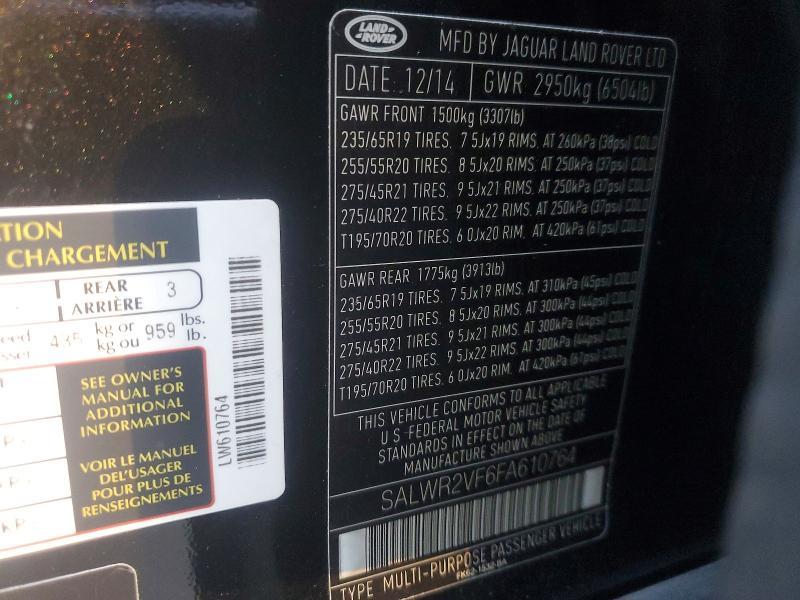 TION
CHARGEMENT
REAR
ARRIÈRE 3
kg or
kg ou 959 lbs.
lb.
SEE OWNER'S
MANUAL FOR
ADDITIONAL
INFORMATION
VOIR LE MANUEL
DEL'USAGER
POUR PLUS DE
RENSEIGNEMENTS
LW610764
LAND
ROVER
MFD BY JAGUAR LAND ROVER LTD
DATE: 12/14 GWR 2950kg (6504lb)
GAWR FRONT 1500kg (3307lb)
235/65R19 TIRES. 7 5Jx19 RIMS. AT 260kPa (38psi) COLD
255/55R20 TIRES. 8 5Jx20 RIMS. AT 250kPa (37psi) COLD
275/45R21 TIRES. 9 5Jx21 RIMS. AT 250kPa (37psi) COLD
275/40R22 TIRES. 9 5Jx22 RIMS. AT 250kPa (37psi) COLD
T195/70R20 TIRES. 6 0Jx20 RIM. AT 420kPa (61psi) COLD
GAWR REAR 1775kg (3913lb)
235/65R19 TIRES. 7 5Jx19 RIMS. AT 310kPa (45psi) COLD
255/55R20 TIRES. 8 5Jx20 RIMS. AT 300kPa (44psi) COLD
275/45R21 TIRES. 9 5Jx21 RIMS. AT 300kPa (44psi) COLD
275/40R22 TIRES. 9 5Jx22 RIMS. AT 300kPa (44psi) COLD
T195/70R20 TIRES. 6 0Jx20 RIM. AT 420kPa (61psi) COLD
THIS VEHICLE CONFORMS TO ALL APPLICABLE
U S FEDERAL MOTOR VEHICLE SAFETY
STANDARDS IN EFFECT ON THE DATE OF
MANUFACTURE SHOWN ABOVE
SALWR2VF6FA610764
TYPE MULTI-PURPOSE PASSENGER VEHICLE